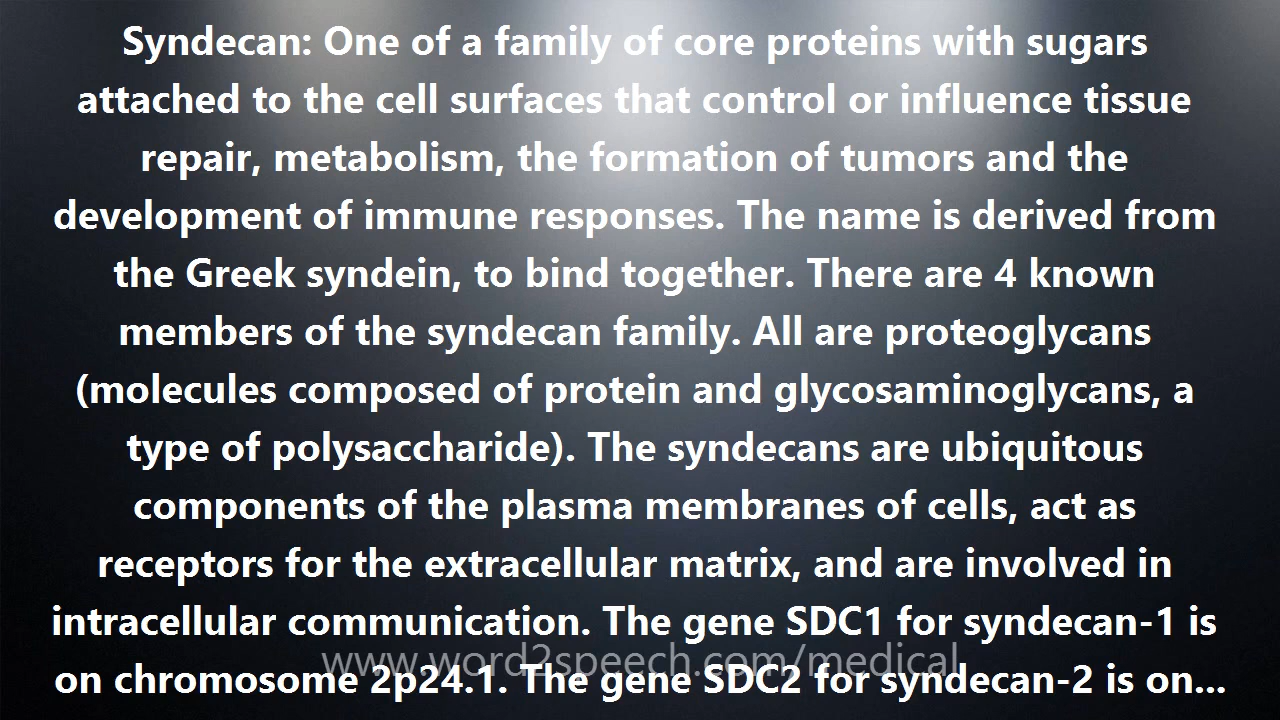 Syndecan: One of a family of core proteins with sugars
attached to the cell surfaces that control or influence tissue
repair, metabolism, the formation of tumors and the
development of immune responses. The name is derived from
the Greek syndein, to bind together. There are 4 known
members of the syndecan family. All are proteoglycans
(molecules composed of protein and glycosaminoglycans, a
type of polysaccharide). The syndecans are ubiquitous
components of the plasma membranes of cells, act as
receptors for the extracellular matrix, and are involved in
intracellular communication. The gene SDC1 for syndecan-1 is
www.word2speech.com/medical
on chromosome 2p24.1. The gene SDC2 for syndecan-2 is on...